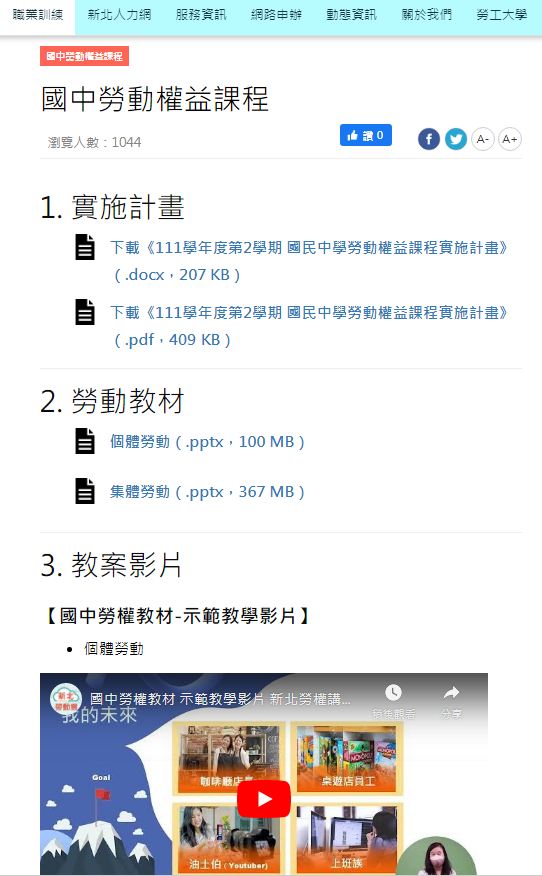 職業訓練 新北人力網 服務資訊 網路申辦 動態資訊 關於我們 勞工大學
國中勞動權益課程
國中勞動權益課程
瀏覽人數：1044
讚 0
A- A+
1. 實施計畫
下載《111學年度第2學期 國民中學勞動權益課程實施計畫》
（.docx，207 KB）
下載《111學年度第2學期 國民中學勞動權益課程實施計畫》
（.pdf，409 KB）
2. 勞動教材
個體勞動（.pptx，100 MB）
集體勞動（.pptx，367 MB）
3. 教案影片
【國中勞權教材-示範教學影片】
個體勞動
新北
勞動雲
國中勞權教材 示範教學影片 新北勞權講...
稍後觀看 分享
我的未來
Goal
咖啡廳店長
桌遊店員工
MONOPOLY
油土伯（Youtuber）
上班族